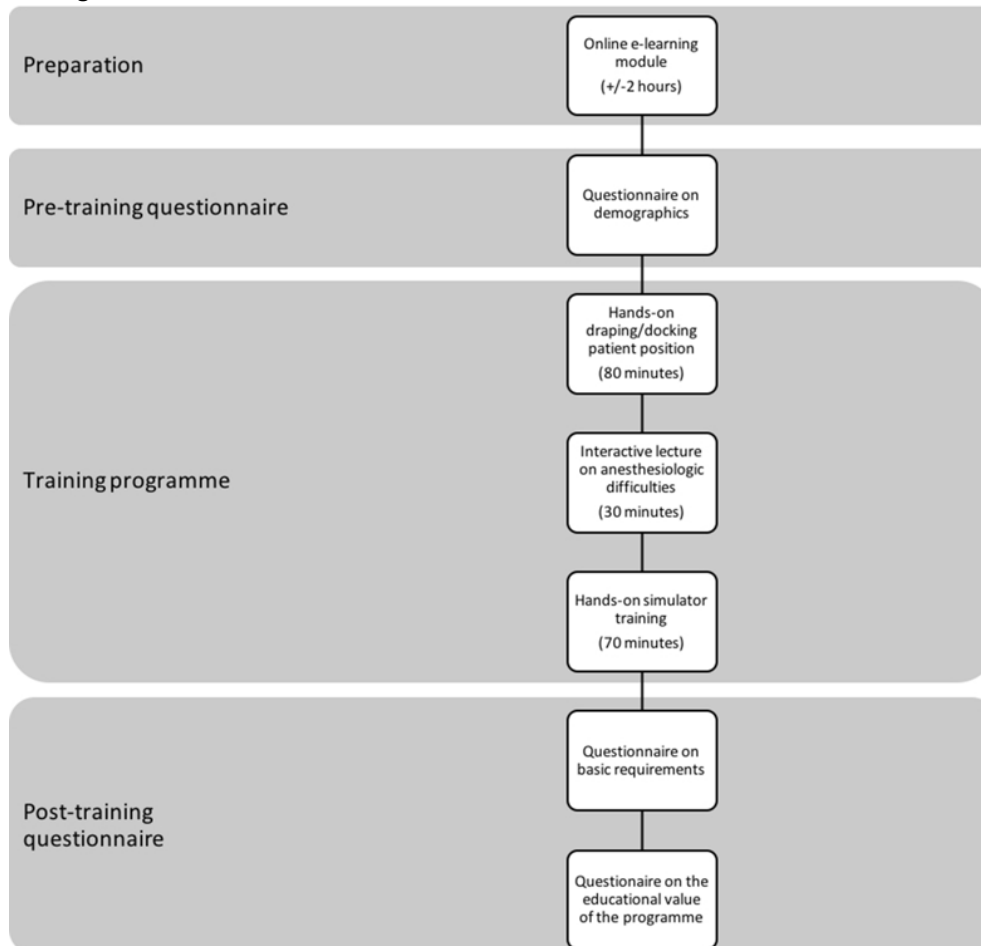 Preparation
Online e-learning
module
(+/-2 hours)
Pre-training questionnaire
Questionnaire on
demographics
Training programme
Hands-on
draping/docking
patient position
(80 minutes)
Interactive lecture
on anesthesiologic
difficulties
(30 minutes)
Hands-on simulator
training
(70 minutes)
Post-training
questionnaire
Questionnaire on
basic requirements
Questionaire on the
educational value
of the programme